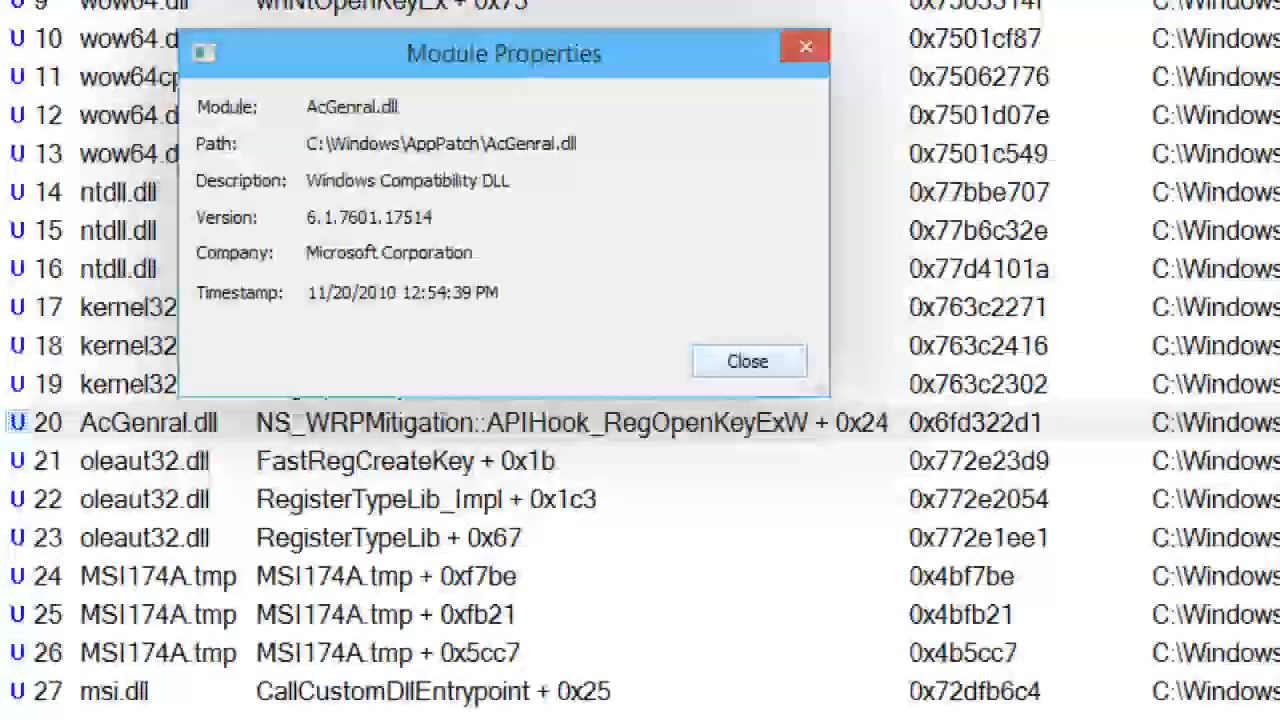 U 9 wow64.dll whNtOpenKeyEx + 0x75
U 10 wow64.d 0x7501cf87 C:\Windows
U 11 wow64cp 0x75062776 C:\Windows
U 12 wow64.d 0x7501d07e C:\Windows
U 13 wow64.d 0x7501c549 C:\Windows
U 14 ntdll.dll 0x77bbe707 C:\Windows
U 15 ntdll.dll 0x77b6c32e C:\Windows
U 16 ntdll.dll 0x77d4101a C:\Windows
U 17 kernel32 0x763c2271 C:\Windows
U 18 kernel32 0x763c2416 C:\Windows
U 19 kernel32 0x763c2302 C:\Windows
Module Properties
Module: AcGenral.dll
Path: C:\Windows\AppPatch\AcGenral.dll
Description: Windows Compatibility DLL
Version: 6.1.7601.17514
Company: Microsoft Corporation
Timestamp: 11/20/2010 12:54:39 PM
Close
U 20 AcGenral.dll NS_WRPMitigation::APIHook_RegOpenKeyExW + 0x24 0x6fd322d1 C:\Windows
U 21 oleaut32.dll FastRegCreateKey + 0x1b 0x772e23d9 C:\Windows
U 22 oleaut32.dll RegisterTypeLib_Impl + 0x1c3 0x772e2054 C:\Windows
U 23 oleaut32.dll RegisterTypeLib + 0x67 0x772e1ee1 C:\Windows
U 24 MSI174A.tmp MSI174A.tmp + 0xf7be 0x4bf7be C:\Windows
U 25 MSI174A.tmp MSI174A.tmp + 0xfb21 0x4bfb21 C:\Windows
U 26 MSI174A.tmp MSI174A.tmp + 0x5cc7 0x4b5cc7 C:\Windows
U 27 msi.dll CallCustomDllEntrypoint + 0x25 0x72dfb6c4 C:\Windows